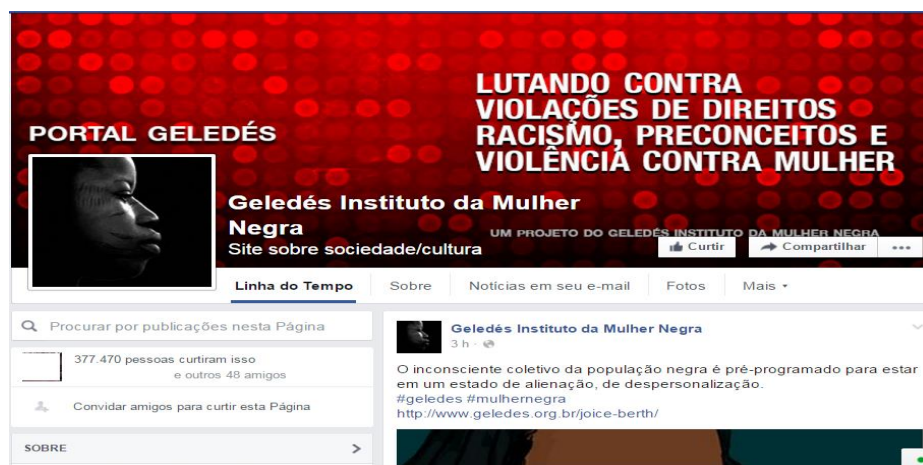 LUTANDO CONTRA
VIOLAÇÕES DE DIREITOS
RACISMO, PRECONCEITOS E
VIOLÊNCIA CONTRA MULHER
PORTAL GELEDÉS
Geledés Instituto da Mulher
Negra
Site sobre sociedade/cultura
UM PROJETO DO GELEDÉS INSTITUTO DA MULHER NEGRA
Curtir Compartilhar
Linha do Tempo Sobre Notícias em seu e-mail Fotos Mais
Procurar por publicações nesta Página
377.470 pessoas curtiram isso
e outros 48 amigos
Convidar amigos para curtir esta Página
SOBRE
Geledés Instituto da Mulher Negra
3 h
O inconsciente coletivo da população negra é pré-programado para estar
em um estado de alienação, de despersonalização.
#geledes #mulhernegra
http://www.geledes.org.br/joice-berth/